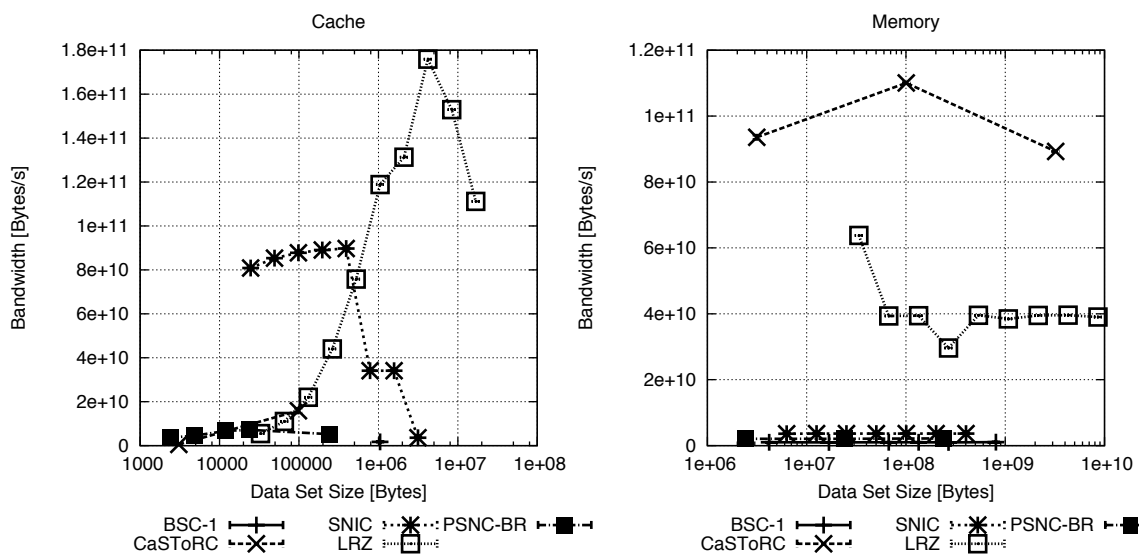 Cache
1.8e+11
1.6e+11
1.4e+11
1.2e+11
1e+11
8e+10
6e+10
4e+10
2e+10
0
Bandwidth [Bytes/s]
1000 10000 100000 1e+06 1e+07 1e+08
Data Set Size [Bytes]
BSC-1 SNIC PSNC-BR
CaSToRC LRZ
Memory
1.2e+11
1e+11
8e+10
6e+10
4e+10
2e+10
0
Bandwidth [Bytes/s]
1e+06 1e+07 1e+08 1e+09 1e+10
Data Set Size [Bytes]
BSC-1 SNIC PSNC-BR
CaSToRC LRZ